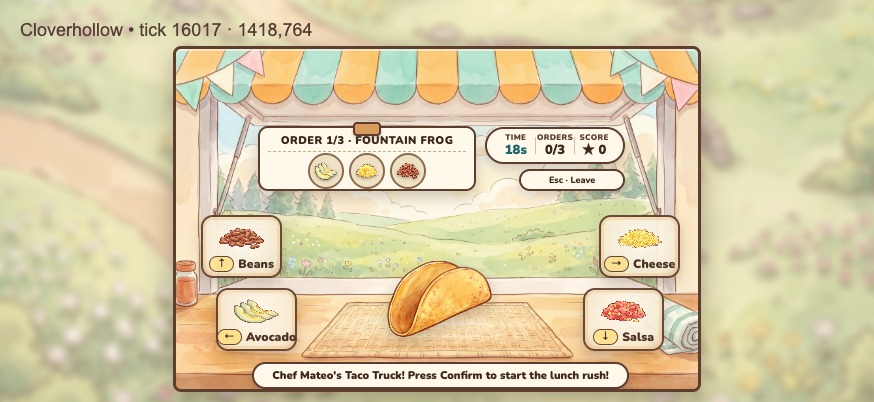 Cloverhollow • tick 16017 · 1418,764
ORDER 1/3 · FOUNTAIN FROG
TIME ORDERS SCORE
18s 0/3 ★ 0
Esc · Leave
↑ Beans
→ Cheese
← Avocado
↓ Salsa
Chef Mateo's Taco Truck! Press Confirm to start the lunch rush!